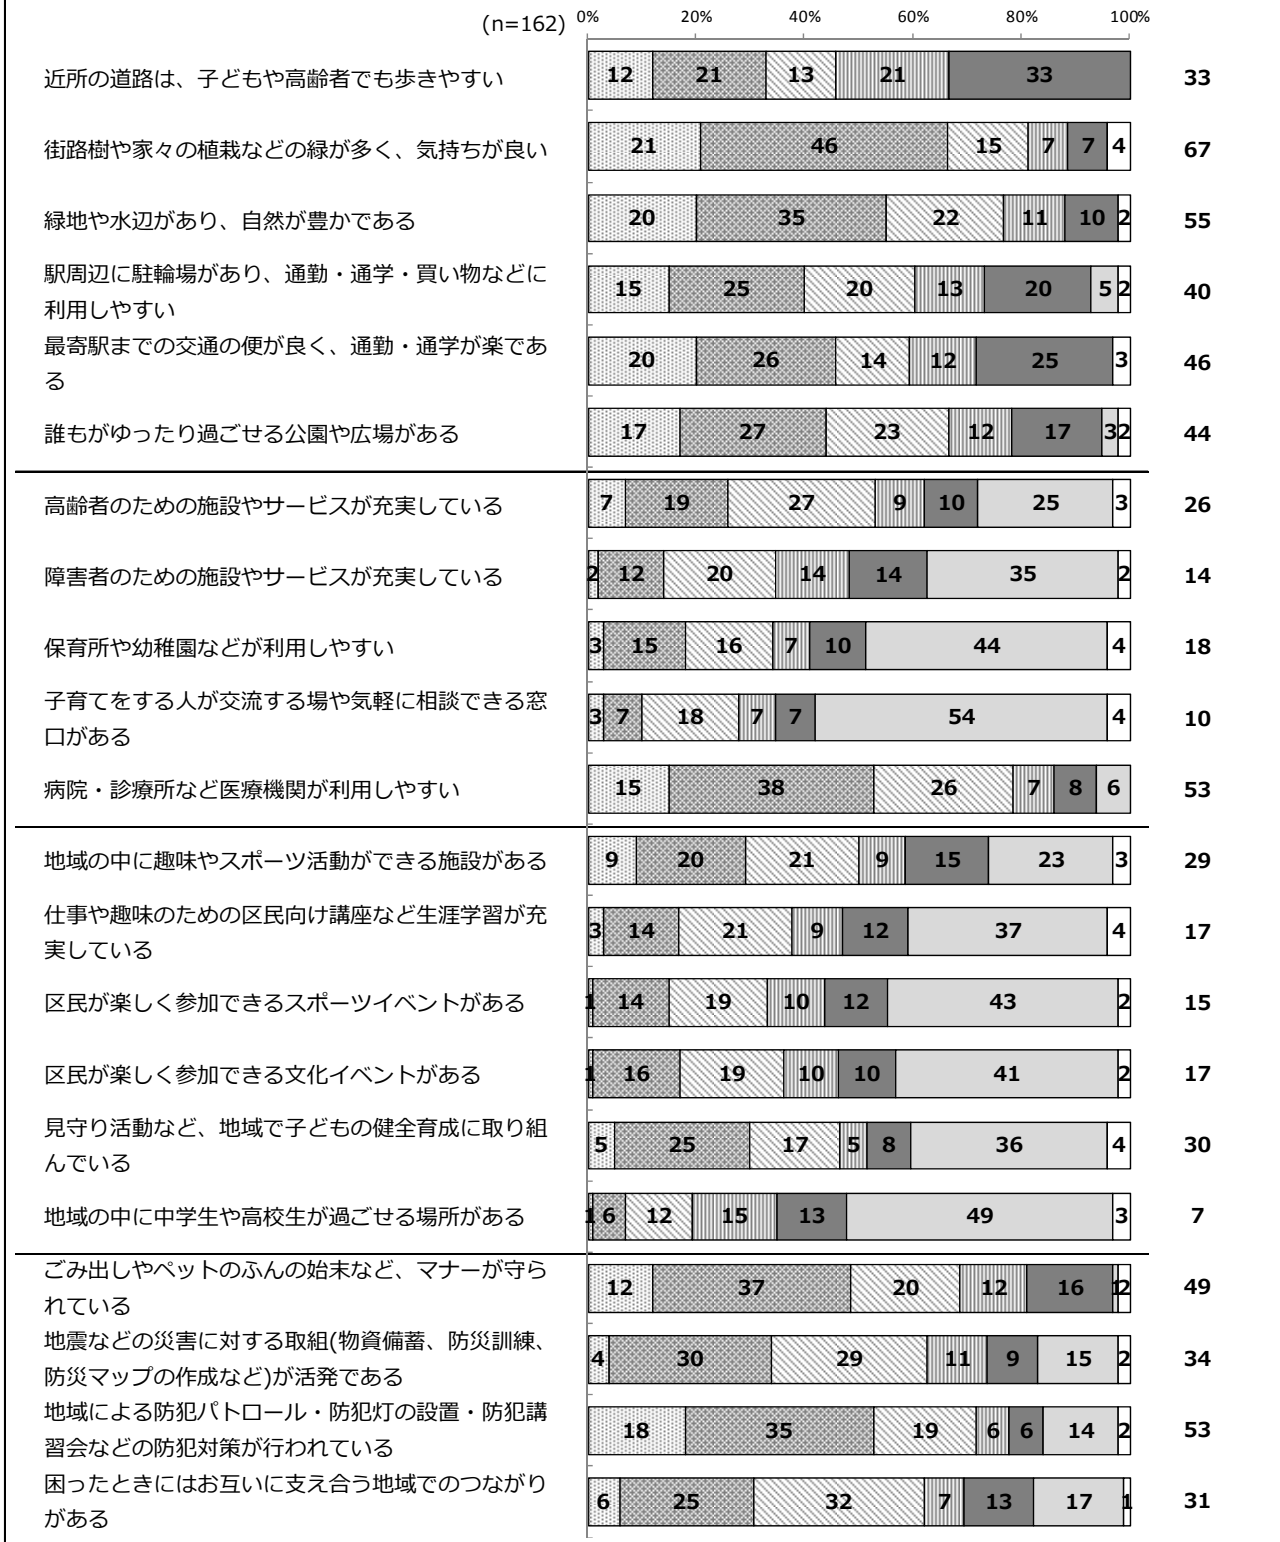 (n=162) 0% 20% 40% 60% 80% 100%
近所の道路は、子どもや高齢者でも歩きやすい 12 21 13 21 33 33
街路樹や家々の植栽などの緑が多く、気持ちが良い 21 46 15 7 7 4 67
緑地や水辺があり、自然が豊かである 20 35 22 11 10 2 55
駅周辺に駐輪場があり、通勤・通学・買い物などに
利用しやすい 15 25 20 13 20 5 2 40
最寄駅までの交通の便が良く、通勤・通学が楽であ
る 20 26 14 12 25 3 46
誰もがゆったり過ごせる公園や広場がある 17 27 23 12 17 3 2 44
高齢者のための施設やサービスが充実している 7 19 27 9 10 25 3 26
障害者のための施設やサービスが充実している 2 12 20 14 14 35 2 14
保育所や幼稚園などが利用しやすい 3 15 16 7 10 44 4 18
子育てをする人が交流する場や気軽に相談できる窓
口がある 3 7 18 7 7 54 4 10
病院・診療所など医療機関が利用しやすい 15 38 26 7 8 6 53
地域の中に趣味やスポーツ活動ができる施設がある 9 20 21 9 15 23 3 29
仕事や趣味のための区民向け講座など生涯学習が充
実している 3 14 21 9 12 37 4 17
区民が楽しく参加できるスポーツイベントがある 1 14 19 10 12 43 2 15
区民が楽しく参加できる文化イベントがある 1 16 19 10 10 41 2 17
見守り活動など、地域で子どもの健全育成に取り組
んでいる 5 25 17 5 8 36 4 30
地域の中に中学生や高校生が過ごせる場所がある 1 6 12 15 13 49 3 7
ごみ出しやペットのふんの始末など、マナーが守ら
れている 12 37 20 12 16 1 2 49
地震などの災害に対する取組(物資備蓄、防災訓練、
防災マップの作成など)が活発である 4 30 29 11 9 15 2 34
地域による防犯パトロール・防犯灯の設置・防犯講
習会などの防犯対策が行われている 18 35 19 6 6 14 2 53
困ったときにはお互いに支え合う地域でのつながり
がある 6 25 32 7 13 17 1 31